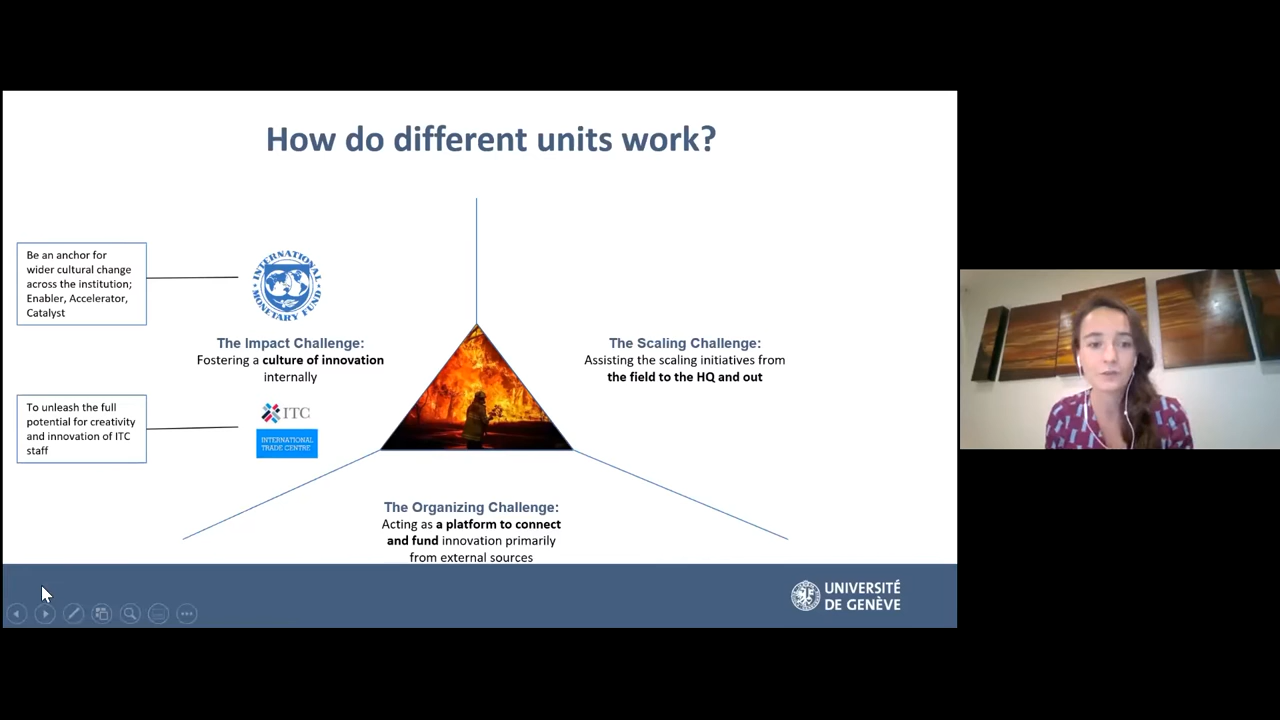 How do different units work?
Be an anchor for
wider cultural change
across the institution;
Enabler, Accelerator,
Catalyst
INTERNATIONAL
MONETARY FUND
The Impact Challenge:
Fostering a culture of innovation
internally
The Scaling Challenge:
Assisting the scaling initiatives from
the field to the HQ and out
To unleash the full
potential for creativity
and innovation of ITC
staff
ITC
INTERNATIONAL
TRADE CENTRE
The Organizing Challenge:
Acting as a platform to connect
and fund innovation primarily
from external sources
UNIVERSITÉ
DE GENÈVE